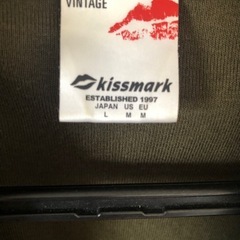 VINTAGE
kissmark
ESTABLISHED 1997
JAPAN US EU
L M M